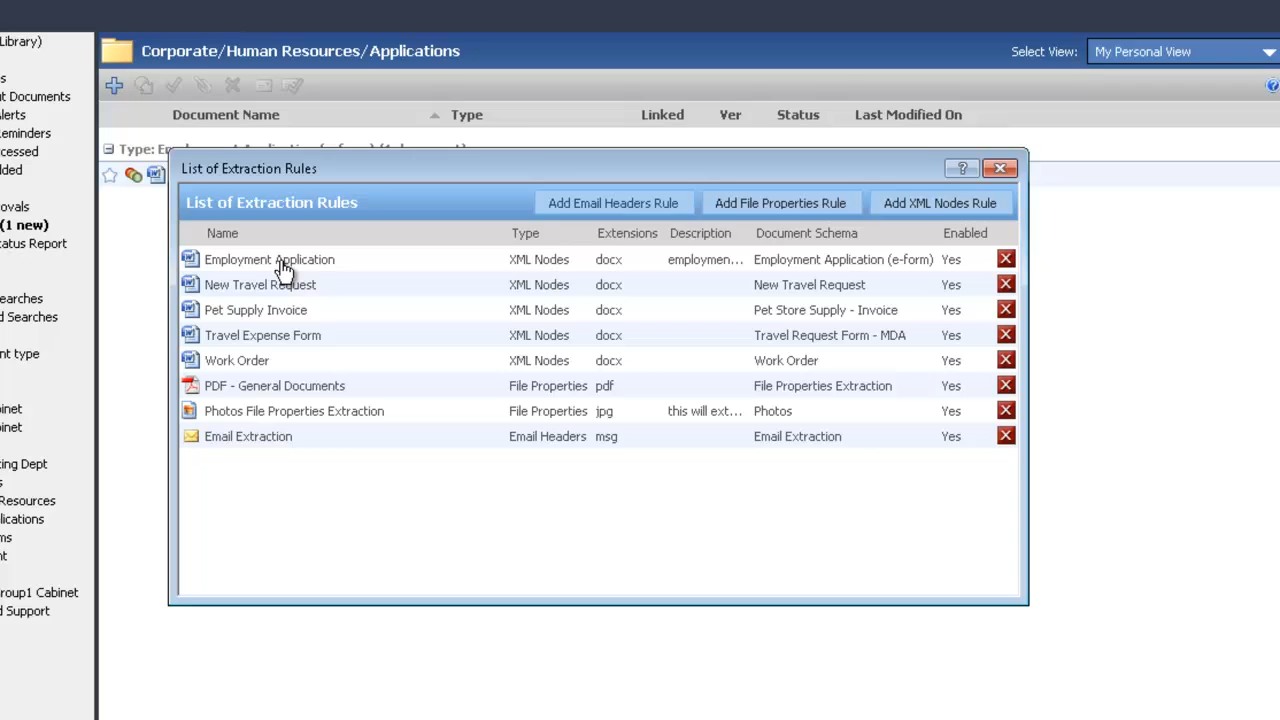 Library)
Corporate/Human Resources/Applications
Select View: My Personal View
s
t Documents
lerts
eminders
cessed
ded
ovals
(1 new)
tatus Report
earches
d Searches
nt type
inet
inet
ting Dept
s
Resources
lications
ms
nt
roup1 Cabinet
d Support
Document Name Type Linked Ver Status Last Modified On
Type:
List of Extraction Rules
List of Extraction Rules Add Email Headers Rule Add File Properties Rule Add XML Nodes Rule
Name Type Extensions Description Document Schema Enabled
Employment Application XML Nodes docx employmen... Employment Application (e-form) Yes
New Travel Request XML Nodes docx New Travel Request Yes
Pet Supply Invoice XML Nodes docx Pet Store Supply - Invoice Yes
Travel Expense Form XML Nodes docx Travel Request Form - MDA Yes
Work Order XML Nodes docx Work Order Yes
PDF - General Documents File Properties pdf File Properties Extraction Yes
Photos File Properties Extraction File Properties jpg this will ext... Photos Yes
Email Extraction Email Headers msg Email Extraction Yes